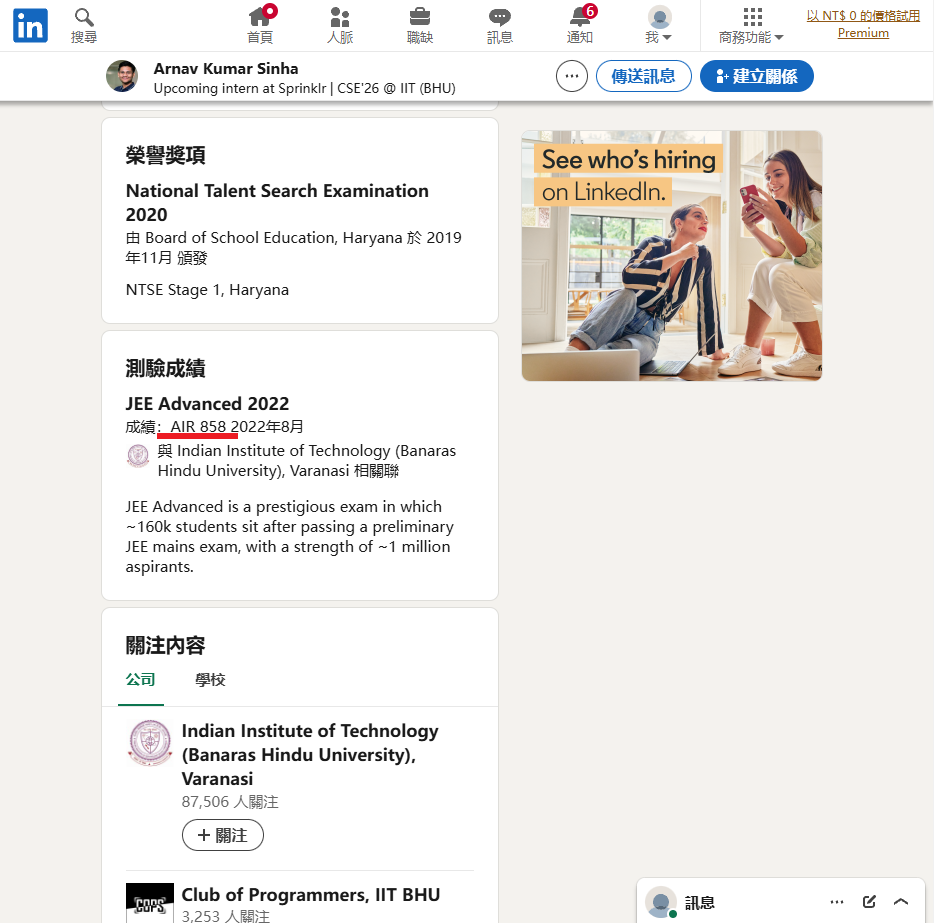 in
搜尋
首頁
人脈
職缺
訊息
6
通知
我
商務功能
以 NT$ 0 的價格試用
Premium
Arnav Kumar Sinha
Upcoming intern at Sprinklr | CSE'26 @ IIT (BHU)
傳送訊息
建立關係
榮譽獎項
National Talent Search Examination
2020
由 Board of School Education, Haryana 於 2019
年11月 頒發
NTSE Stage 1, Haryana
測驗成績
JEE Advanced 2022
成績：AIR 858 2022年8月
與 Indian Institute of Technology (Banaras
Hindu University), Varanasi 相關聯
JEE Advanced is a prestigious exam in which
~160k students sit after passing a preliminary
JEE mains exam, with a strength of ~1 million
aspirants.
關注內容
公司
學校
Indian Institute of Technology
(Banaras Hindu University),
Varanasi
87,506 人關注
+ 關注
COPS
Club of Programmers, IIT BHU
3,253 人關注
See who's hiring
on LinkedIn.
訊息